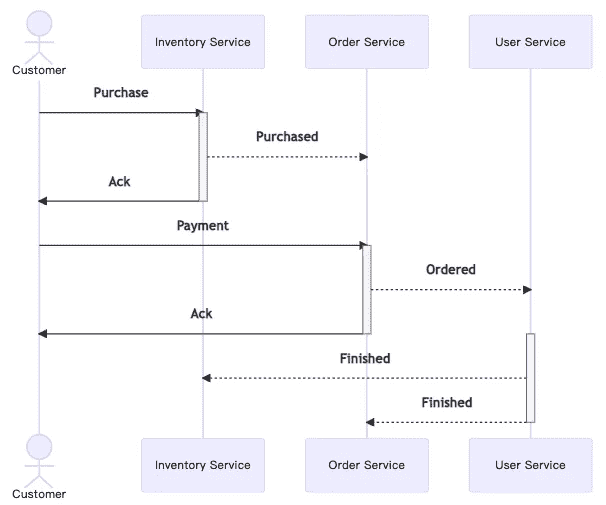 Customer
Inventory Service
Order Service
User Service
Purchase
Purchased
Ack
Payment
Ordered
Ack
Finished
Finished
Customer
Inventory Service
Order Service
User Service